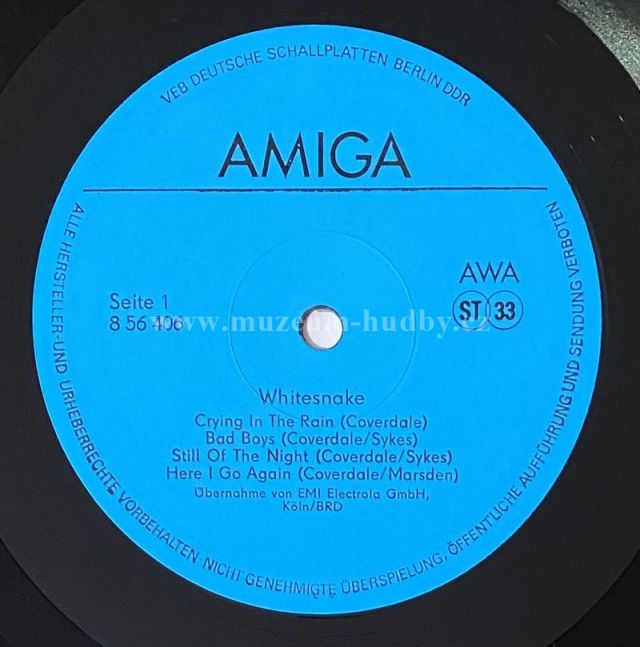 VEB DEUTSCHE SCHALLPLATTEN BERLIN DDR
AMIGA
AWA
Seite 1
8 56 406
ST 33
www.muzeum-hudby.cz
Whitesnake
Crying In The Rain (Coverdale)
Bad Boys (Coverdale/Sykes)
Still Of The Night (Coverdale/Sykes)
Here I Go Again (Coverdale/Marsden)
Übernahme von EMI Electrola GmbH,
Köln/BRD
ALLE HERSTELLER-UND URHEBERRECHTE VORBEHALTEN NICHT GENEHMIGTE ÜBERSPIELUNG, ÖFFENTLICHE AUFFÜHRUNG UND SENDUNG VERBOTEN